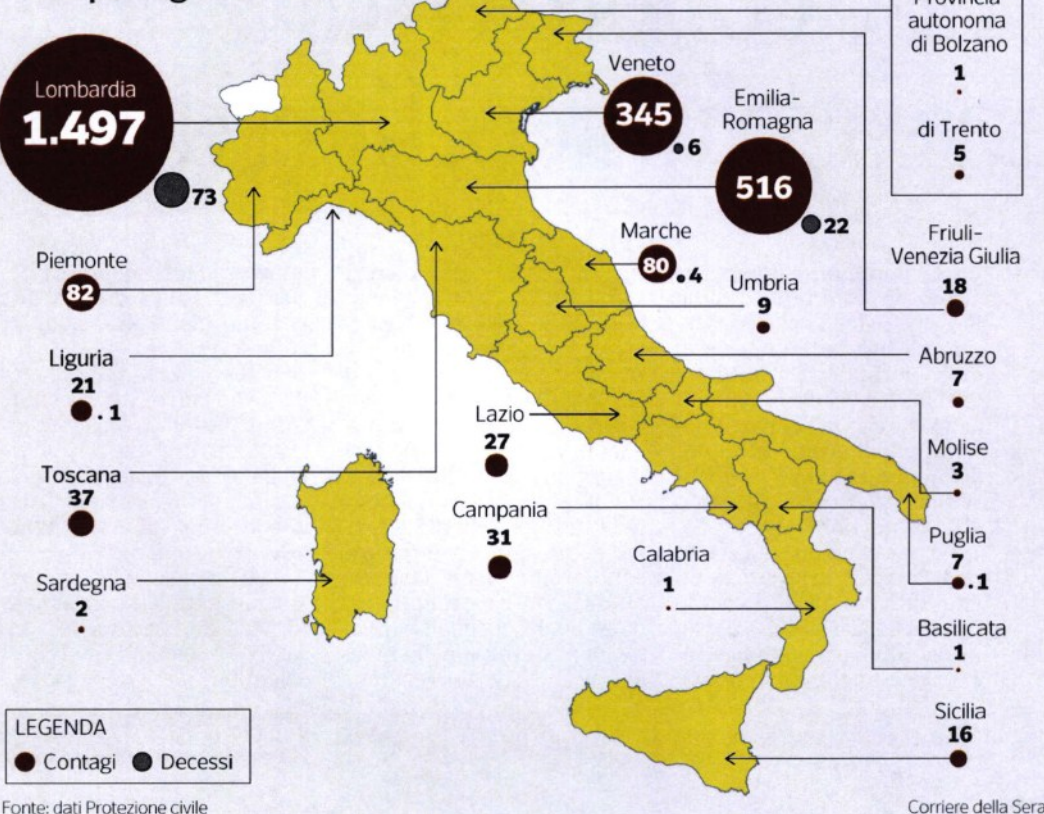 Provincia
autonoma
di Bolzano
1
di Trento
5
Lombardia
1.497
73
Veneto
345
6
Emilia-
Romagna
516
22
Marche
80
4
Umbria
9
Friuli-
Venezia Giulia
18
Piemonte
82
Liguria
21
1
Abruzzo
7
Lazio
27
Molise
3
Toscana
37
Campania
31
Puglia
7
1
Calabria
1
Sardegna
2
Basilicata
1
Sicilia
16
LEGENDA
Contagi
Decessi
Fonte: dati Protezione civile
Corriere della Sera